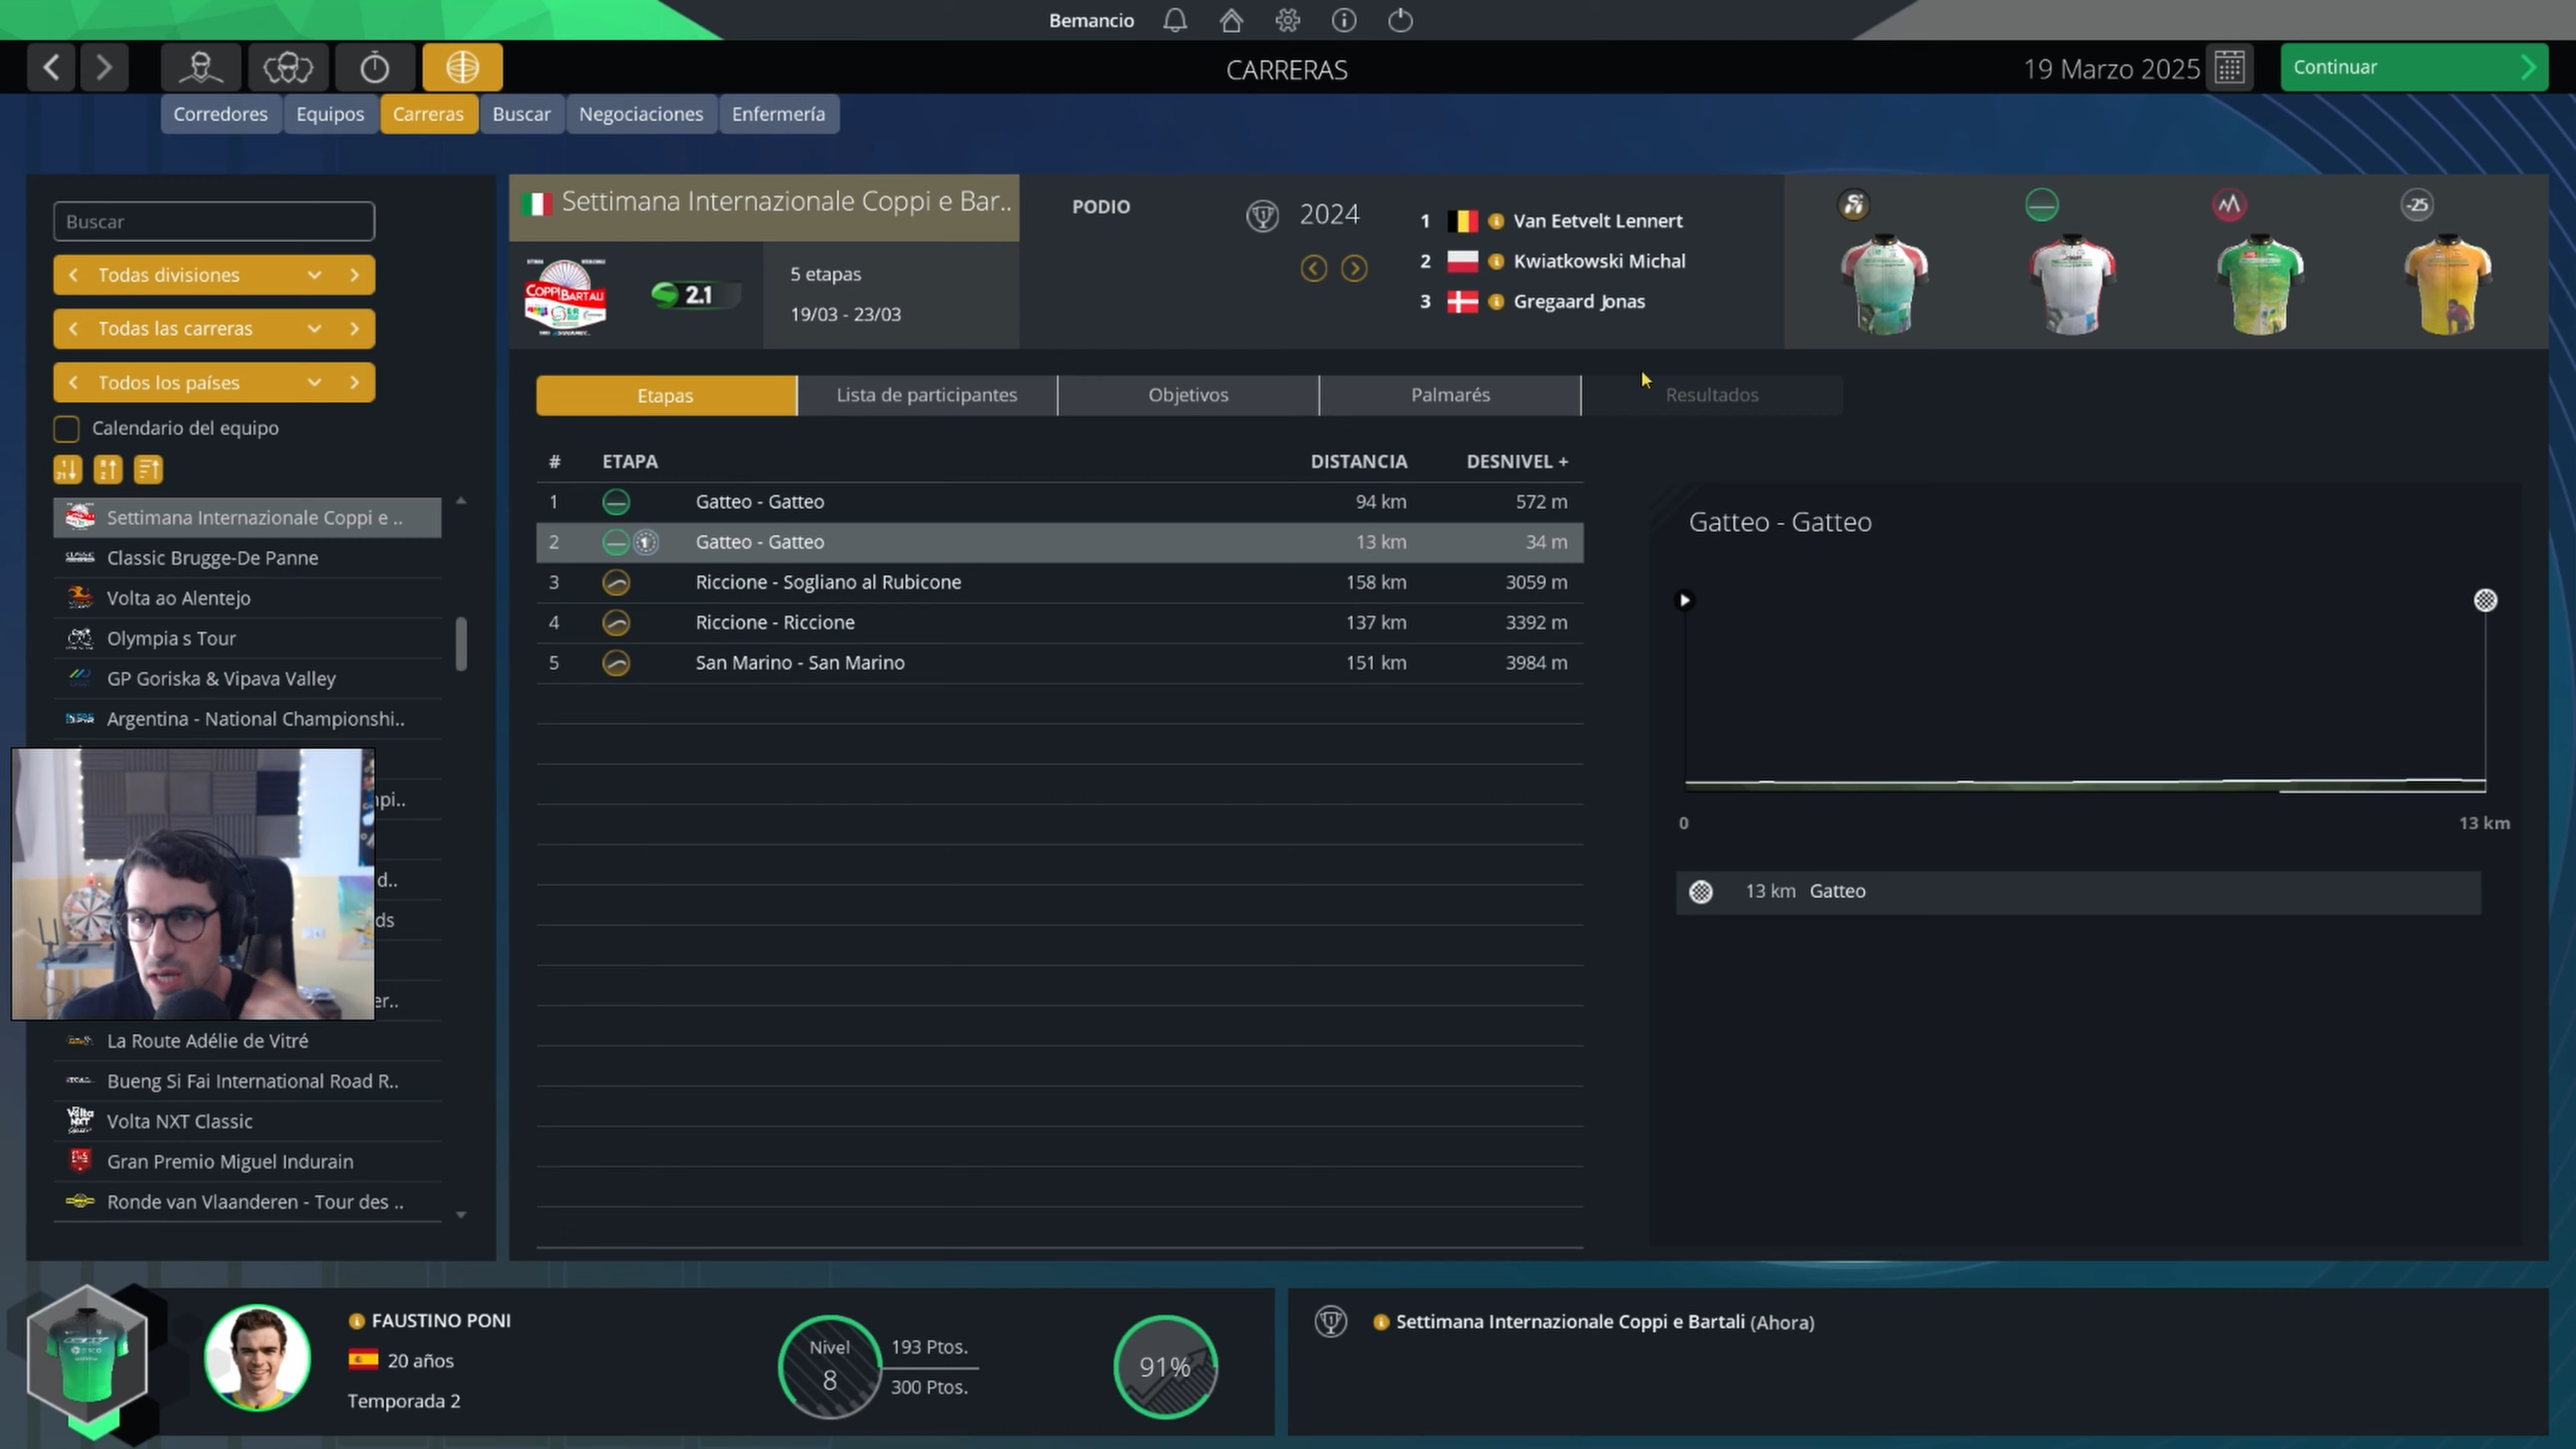 Bemancio
CARRERAS
19 Marzo 2025
Continuar
Corredores
Equipos
Carreras
Buscar
Negociaciones
Enfermería
Buscar
Todas divisiones
Todas las carreras
Todos los países
Calendario del equipo
Settimana Internazionale Coppi e ..
Classic Brugge-De Panne
Volta ao Alentejo
Olympia s Tour
GP Goriska & Vipava Valley
Argentina - National Championshi..
npi..
d..
ds
er..
La Route Adélie de Vitré
Bueng Si Fai International Road R..
Volta NXT Classic
Gran Premio Miguel Indurain
Ronde van Vlaanderen - Tour des ..
Settimana Internazionale Coppi e Bar..
COPPI BARTALI
2.1
5 etapas
19/03 - 23/03
PODIO
2024
1 Van Eetvelt Lennert
2 Kwiatkowski Michal
3 Gregaard Jonas
-25
Etapas
Lista de participantes
Objetivos
Palmarés
Resultados
# ETAPA DISTANCIA DESNIVEL +
1 Gatteo - Gatteo 94 km 572 m
2 Gatteo - Gatteo 13 km 34 m
3 Riccione - Sogliano al Rubicone 158 km 3059 m
4 Riccione - Riccione 137 km 3392 m
5 San Marino - San Marino 151 km 3984 m
Gatteo - Gatteo
0
13 km
13 km Gatteo
FAUSTINO PONI
20 años
Temporada 2
Nivel
8
193 Ptos.
300 Ptos.
91%
Settimana Internazionale Coppi e Bartali (Ahora)